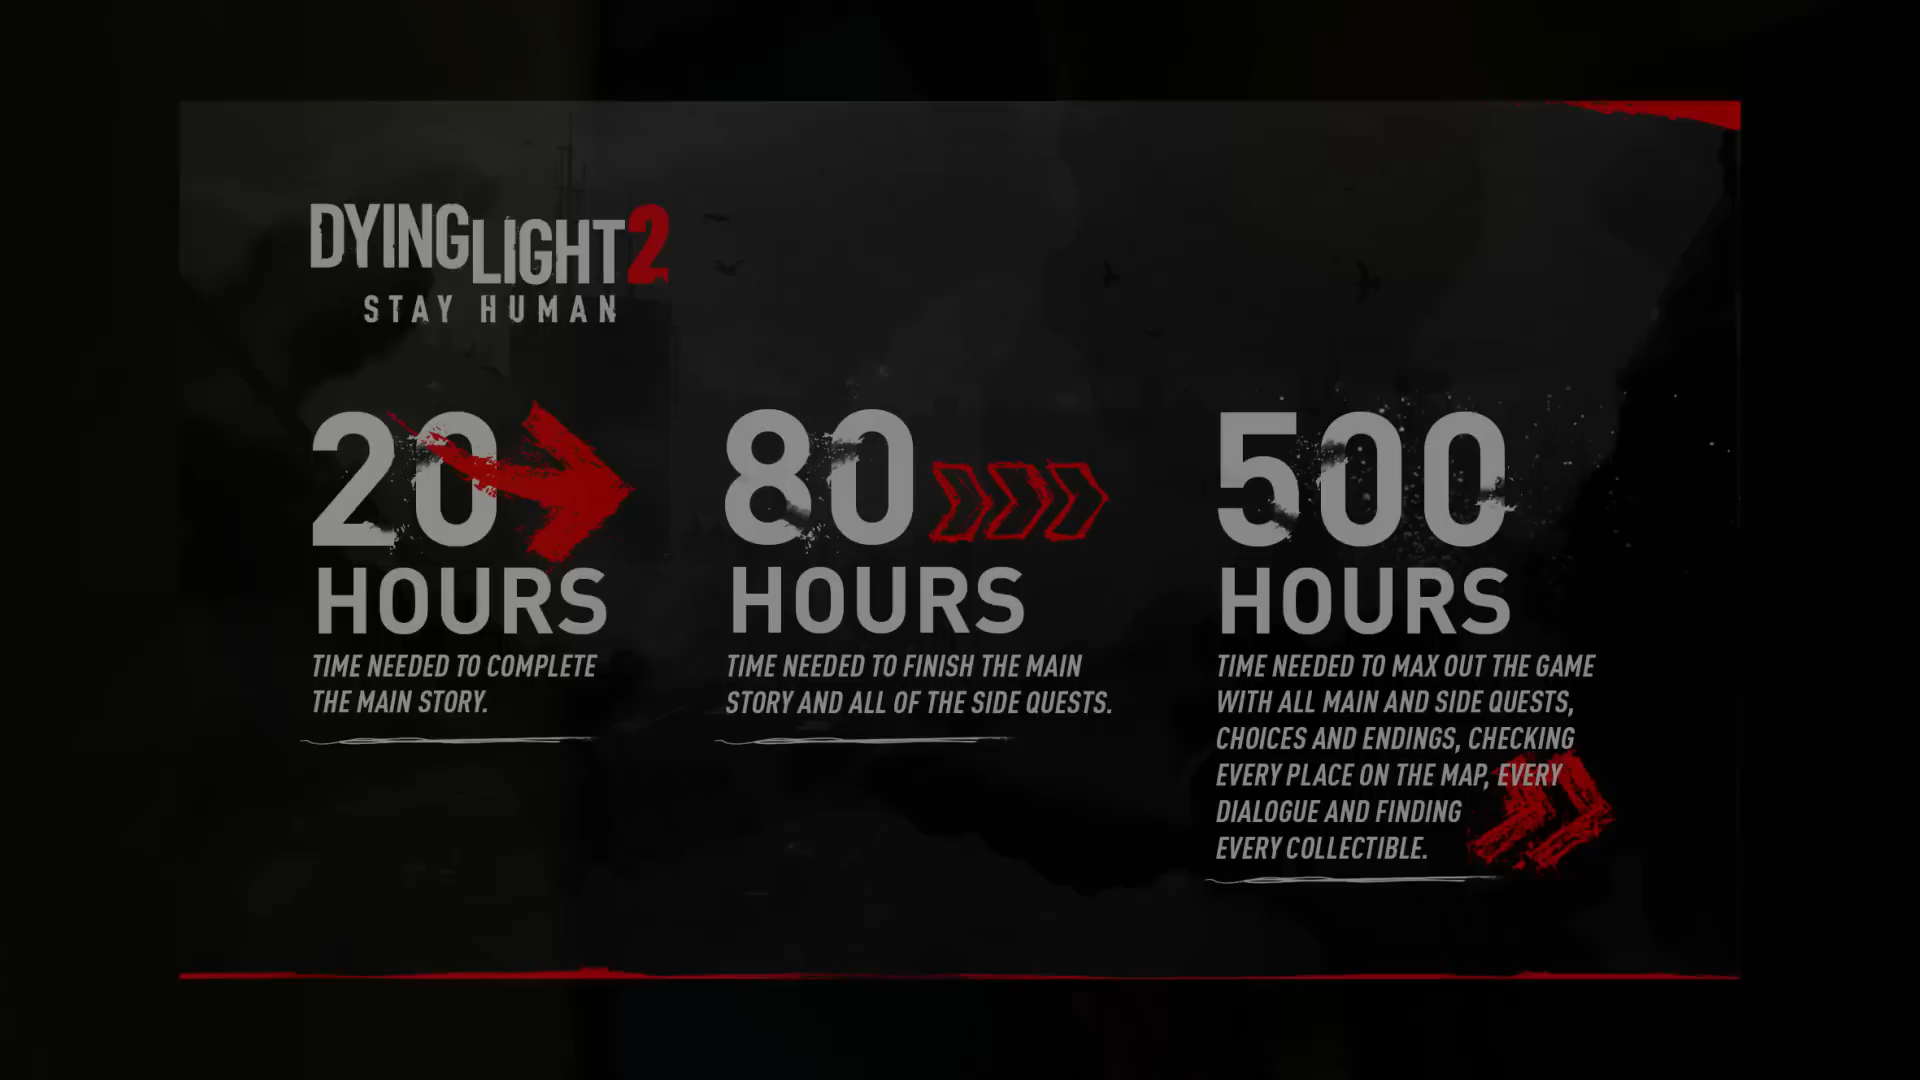 DYING LIGHT 2
STAY HUMAN
20
HOURS
TIME NEEDED TO COMPLETE
THE MAIN STORY.
80
HOURS
TIME NEEDED TO FINISH THE MAIN
STORY AND ALL OF THE SIDE QUESTS.
500
HOURS
TIME NEEDED TO MAX OUT THE GAME
WITH ALL MAIN AND SIDE QUESTS,
CHOICES AND ENDINGS, CHECKING
EVERY PLACE ON THE MAP, EVERY
DIALOGUE AND FINDING
EVERY COLLECTIBLE.